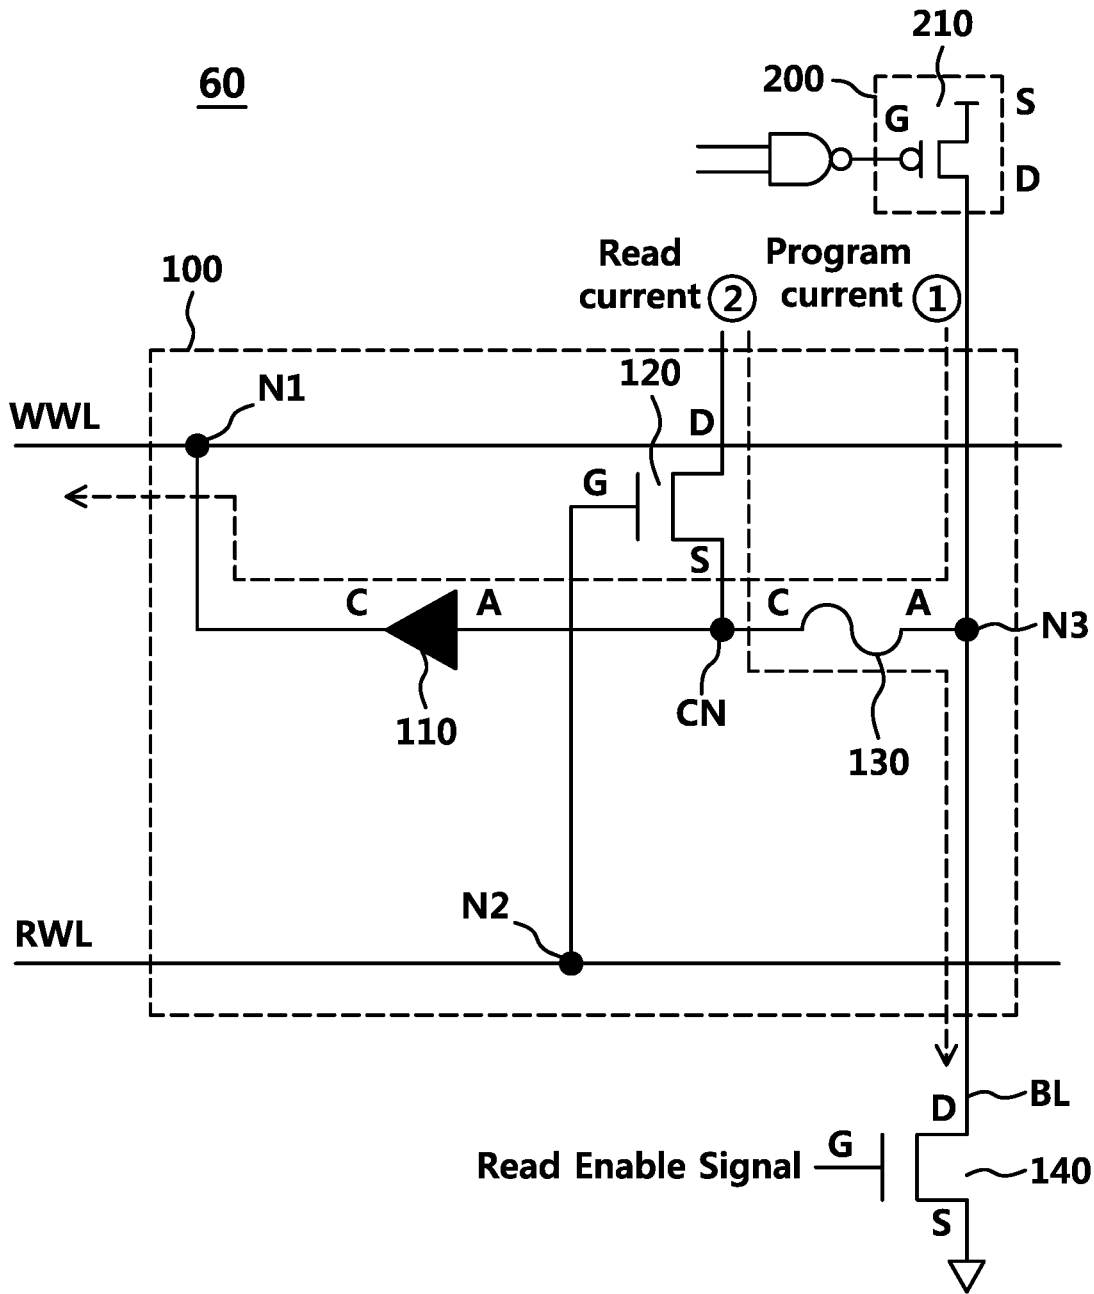 210
60
200
S
G
D
Read current ②
Program current ①
100
120
N1
WWL
D
G
S
C
A
C
A
N3
CN
110
130
N2
RWL
BL
D
G
Read Enable Signal
140
S